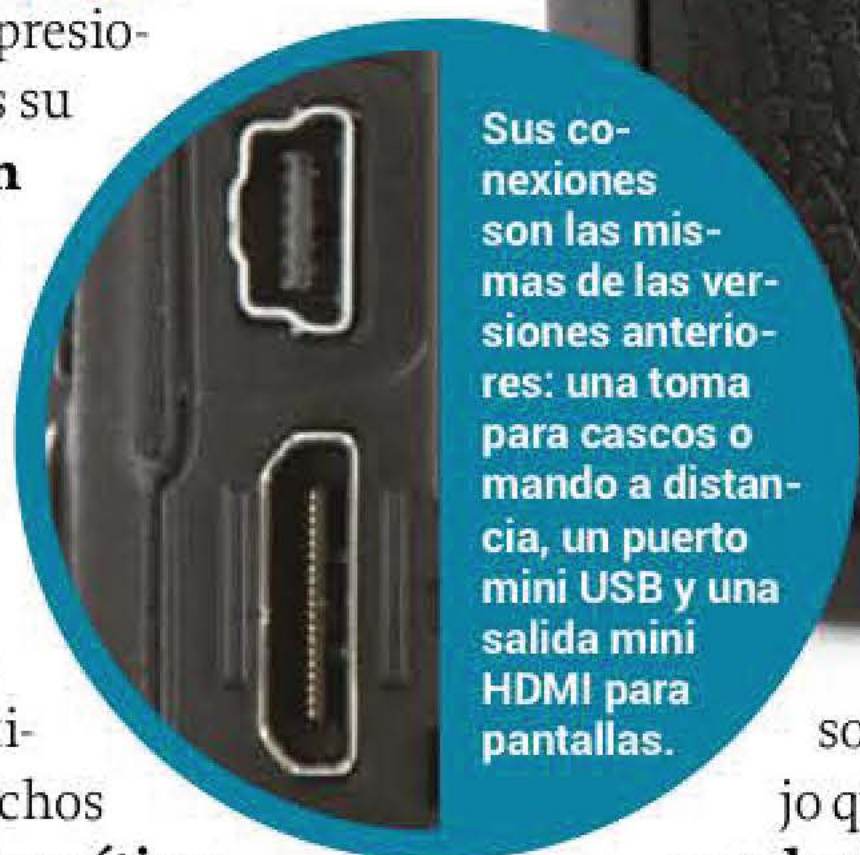 presio-
s su
n
Sus co-
nexiones
son las mis-
mas de las ver-
siones anterio-
res: una toma
para cascos o
mando a distan-
cia, un puerto
mini USB y una
salida mini
HDMI para
pantallas.
i-
chos
so
jo q